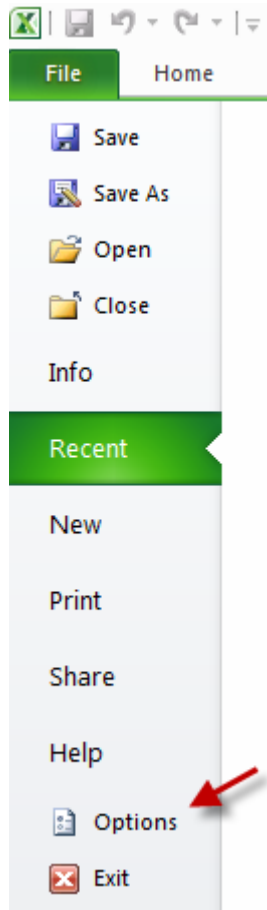 File Home
Save
Save As
Open
Close
Info
Recent
New
Print
Share
Help
Options
Exit